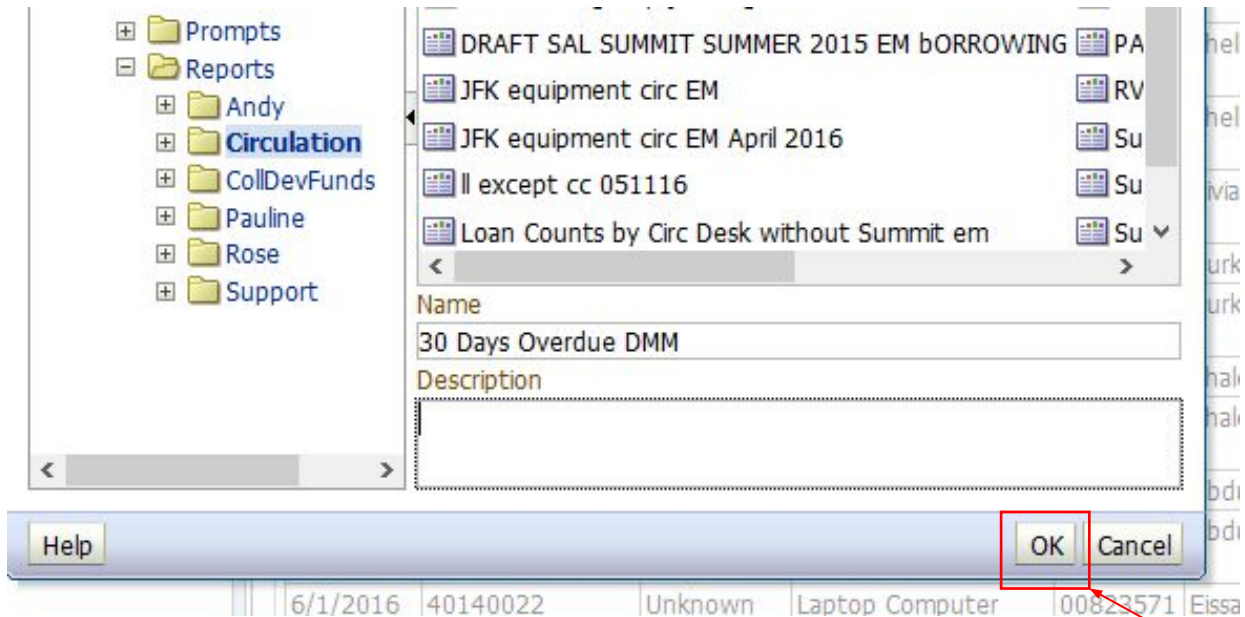 Prompts
Reports
Andy
Circulation
CollDevFunds
Pauline
Rose
Support
DRAFT SAL SUMMIT SUMMER 2015 EM bORROWING PA
JFK equipment circ EM RV
JFK equipment circ EM April 2016 Su
ll except cc 051116 Su
Loan Counts by Circ Desk without Summit em Su
Name
30 Days Overdue DMM
Description
Help OK Cancel
6/1/2016 40140022 Unknown Laptop Computer 00823571 Eissa